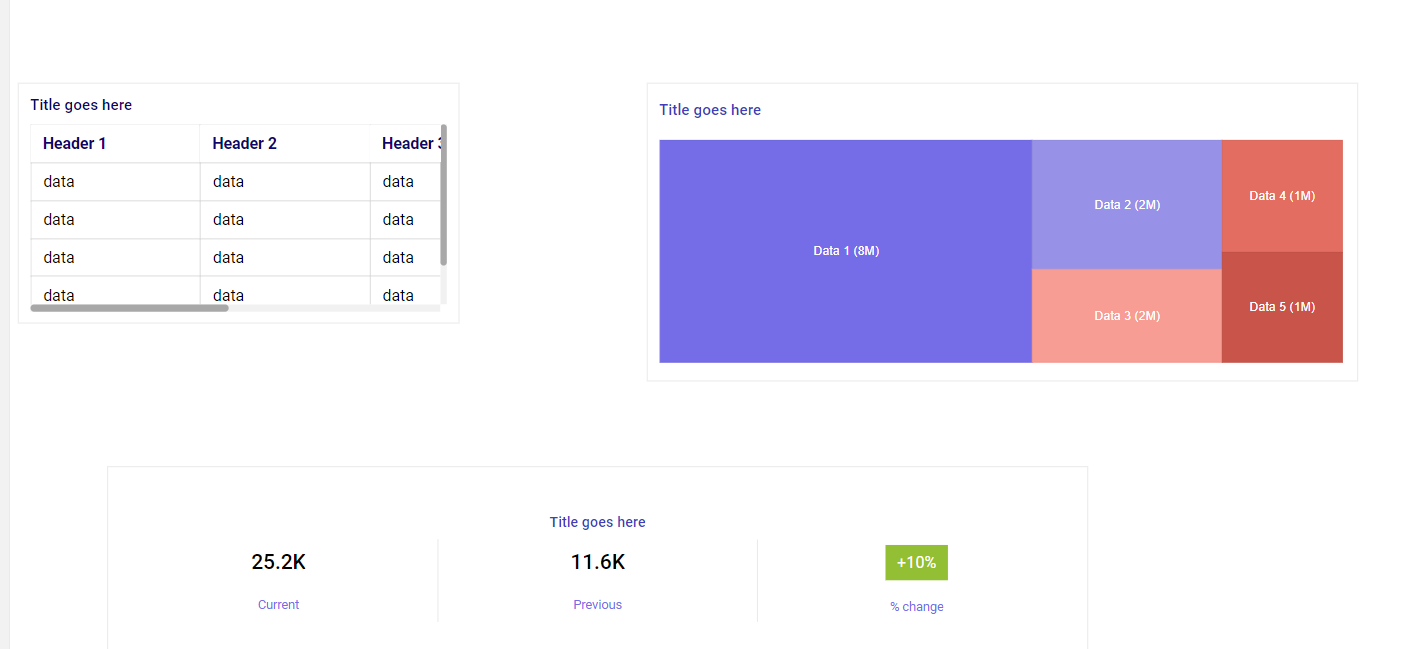 Title goes here
Header 1 Header 2 Header 3
data data data
data data data
data data data
data data data
Title goes here
Data 1 (8M)
Data 2 (2M)
Data 3 (2M)
Data 4 (1M)
Data 5 (1M)
Title goes here
25.2K 11.6K +10%
Current Previous % change